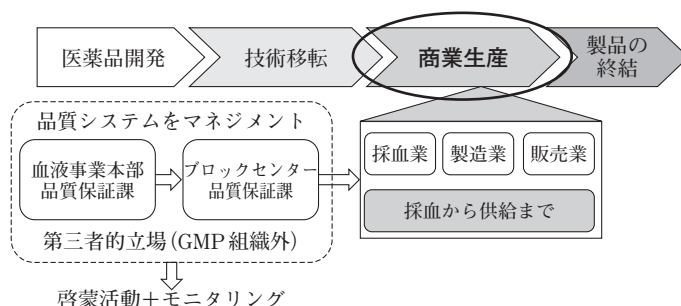 医薬品開発
技術移転
商業生産
製品の
終結
品質システムをマネジメント
血液事業本部
品質保証課
ブロックセンター
品質保証課
第三者的立場(GMP組織外)
啓蒙活動+モニタリング
採血業
製造業
販売業
採血から供給まで